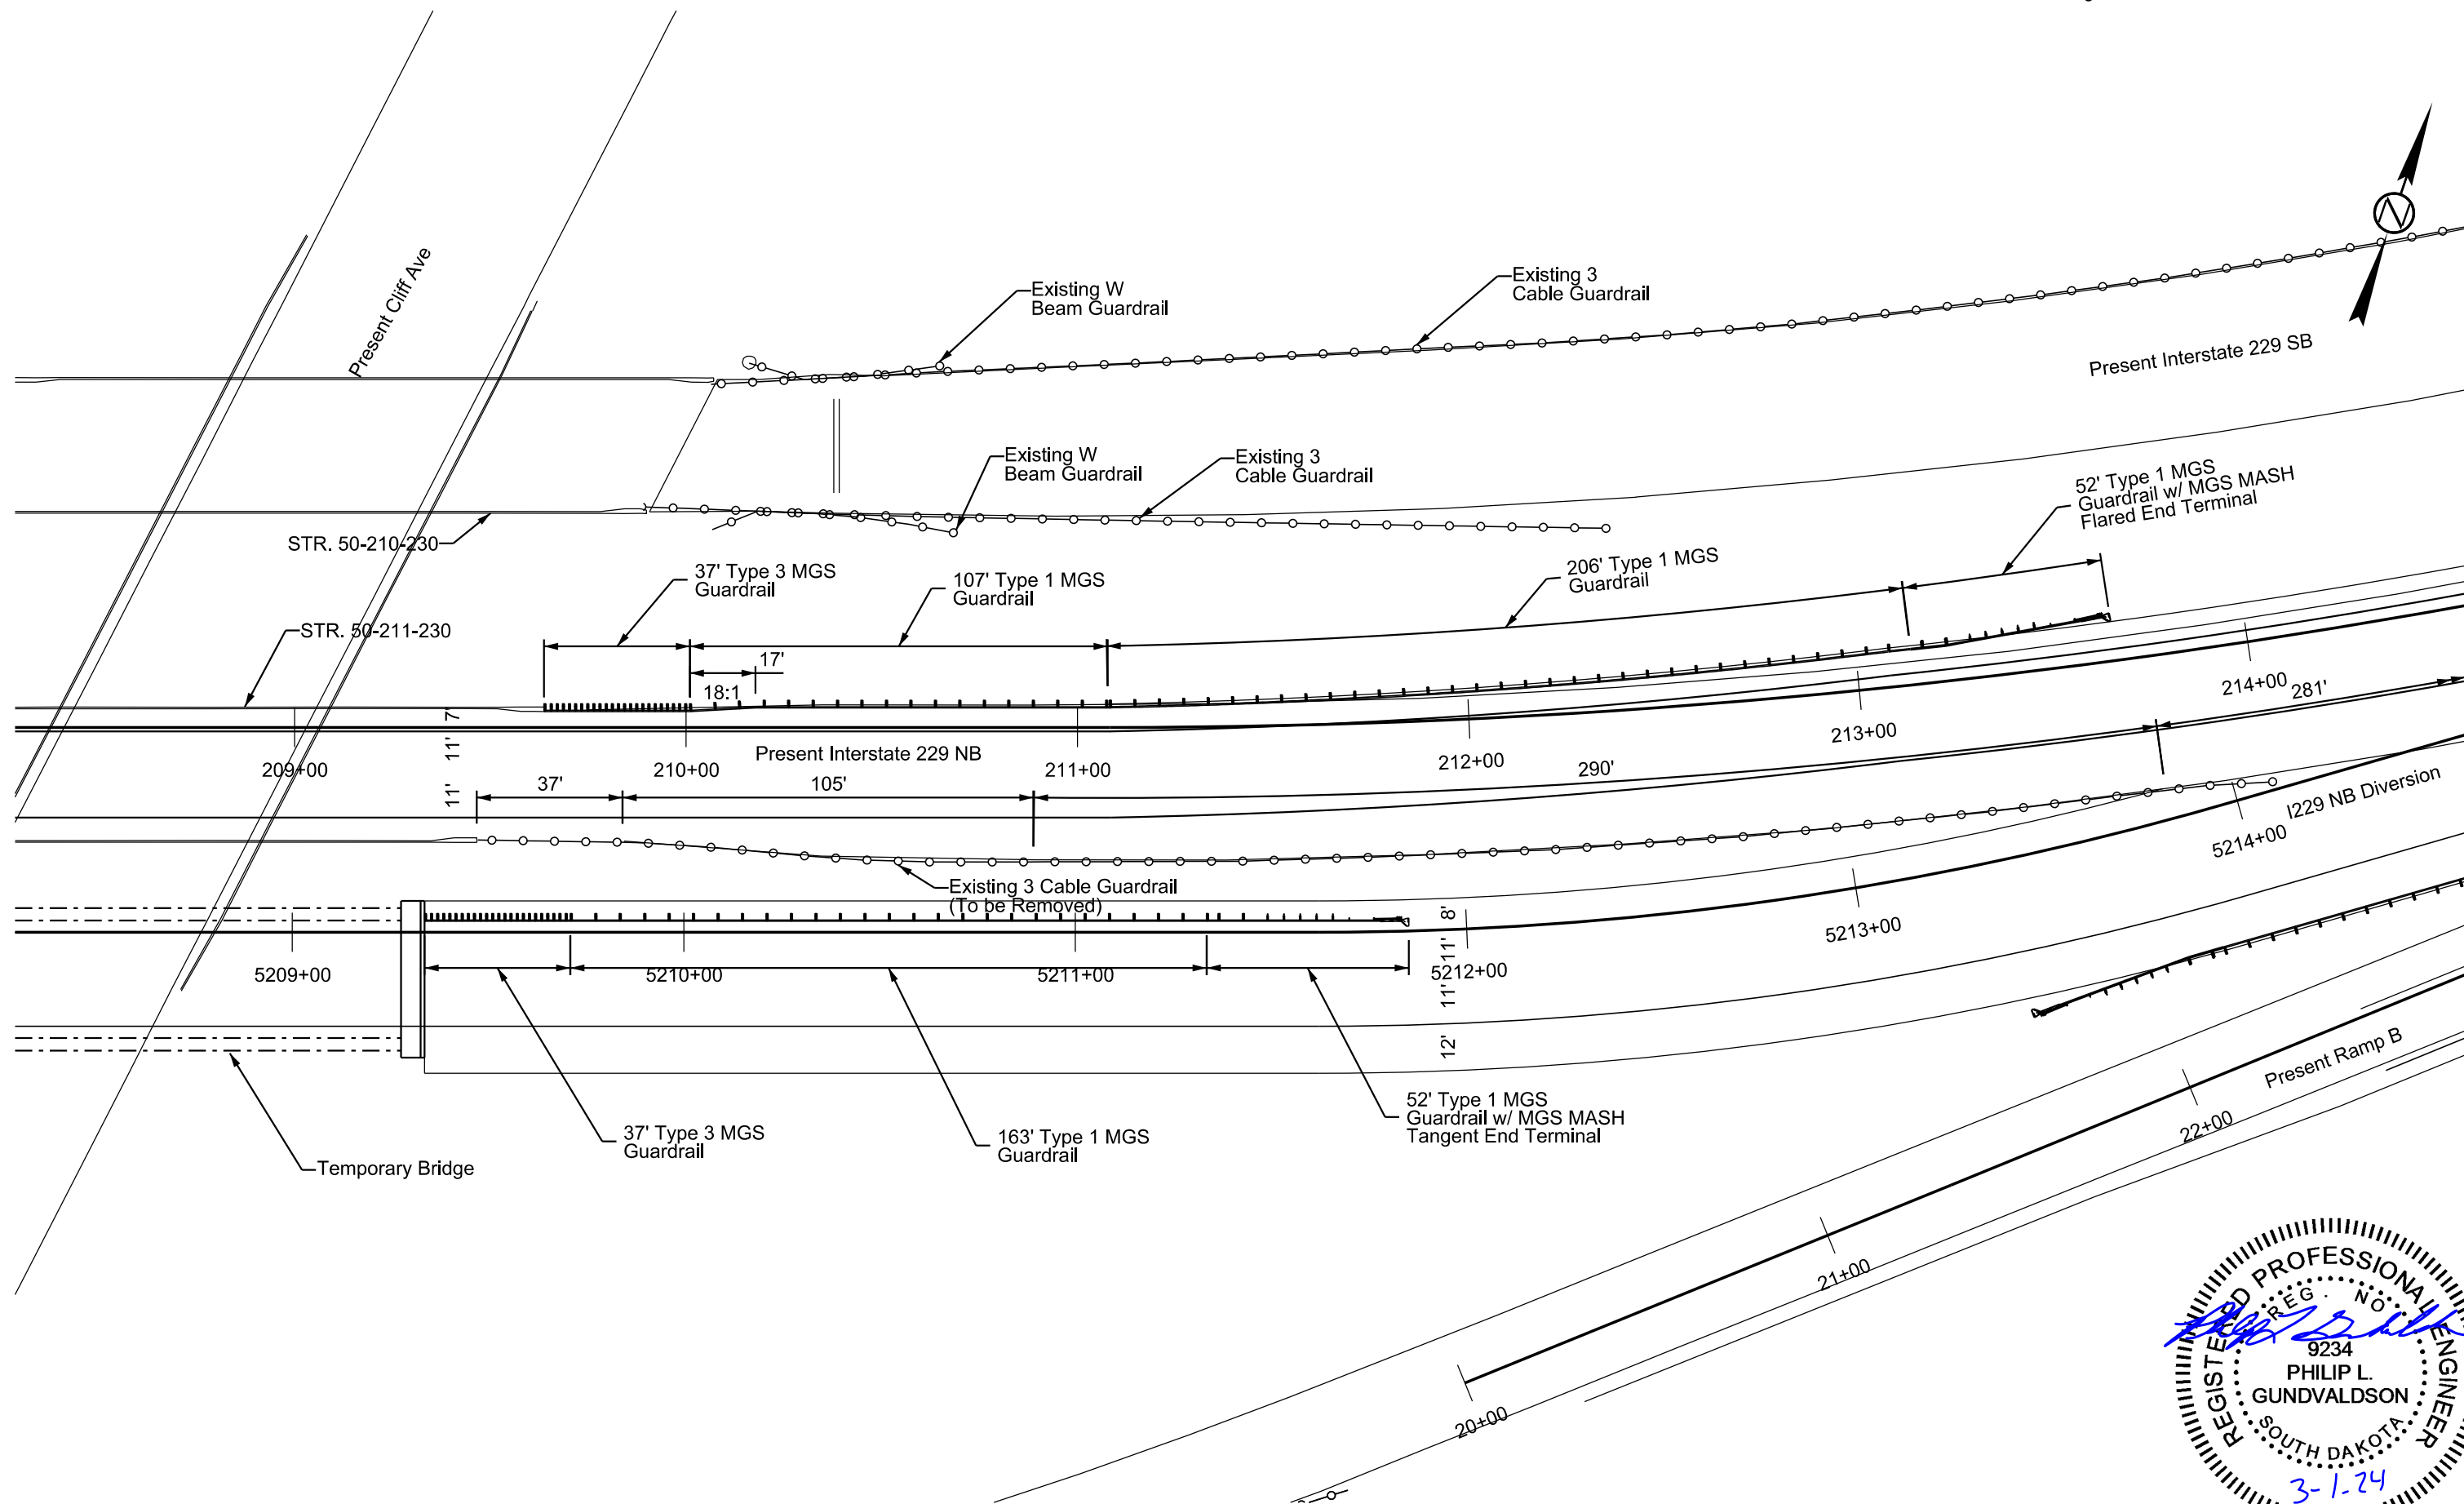 Present Cliff Ave
Existing W
Beam Guardrail
Existing 3
Cable Guardrail
Present Interstate 229 SB
Existing W
Beam Guardrail
Existing 3
Cable Guardrail
52' Type 1 MGS
Guardrail w/ MGS MASH
Flared End Terminal
STR. 50-210-230
37' Type 3 MGS
Guardrail
107' Type 1 MGS
Guardrail
206' Type 1 MGS
Guardrail
STR. 50-211-230
17'
18:1
7'
11'
11'
209+00
210+00
Present Interstate 229 NB
211+00
212+00
213+00
214+00
281'
37'
105'
290'
I229 NB Diversion
Existing 3 Cable Guardrail
(To be Removed)
5209+00
5210+00
5211+00
5212+00
5213+00
5214+00
8'
11'
11'
12'
Temporary Bridge
37' Type 3 MGS
Guardrail
163' Type 1 MGS
Guardrail
52' Type 1 MGS
Guardrail w/ MGS MASH
Tangent End Terminal
Present Ramp B
20+00
21+00
22+00
N
REGISTERED PROFESSIONAL ENGINEER
REG. NO
9234
PHILIP L.
GUNDVALDSON
SOUTH DAKOTA
3-1-24